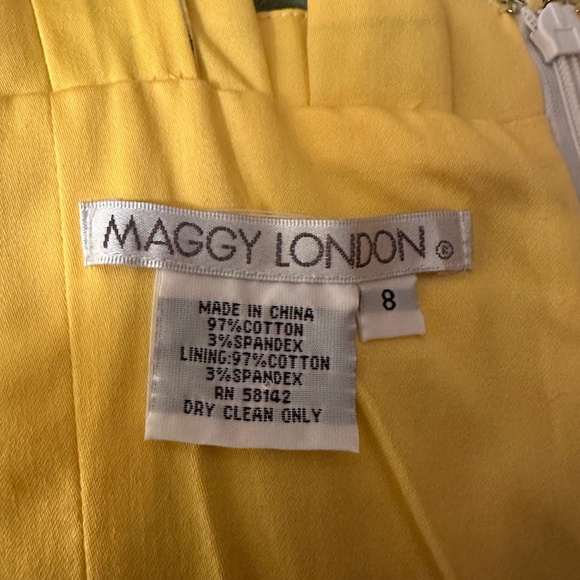 MAGGY LONDON ®
8
MADE IN CHINA
97%COTTON
3%SPANDEX
LINING:97%COTTON
3%SPANDEX
RN 58142
DRY CLEAN ONLY